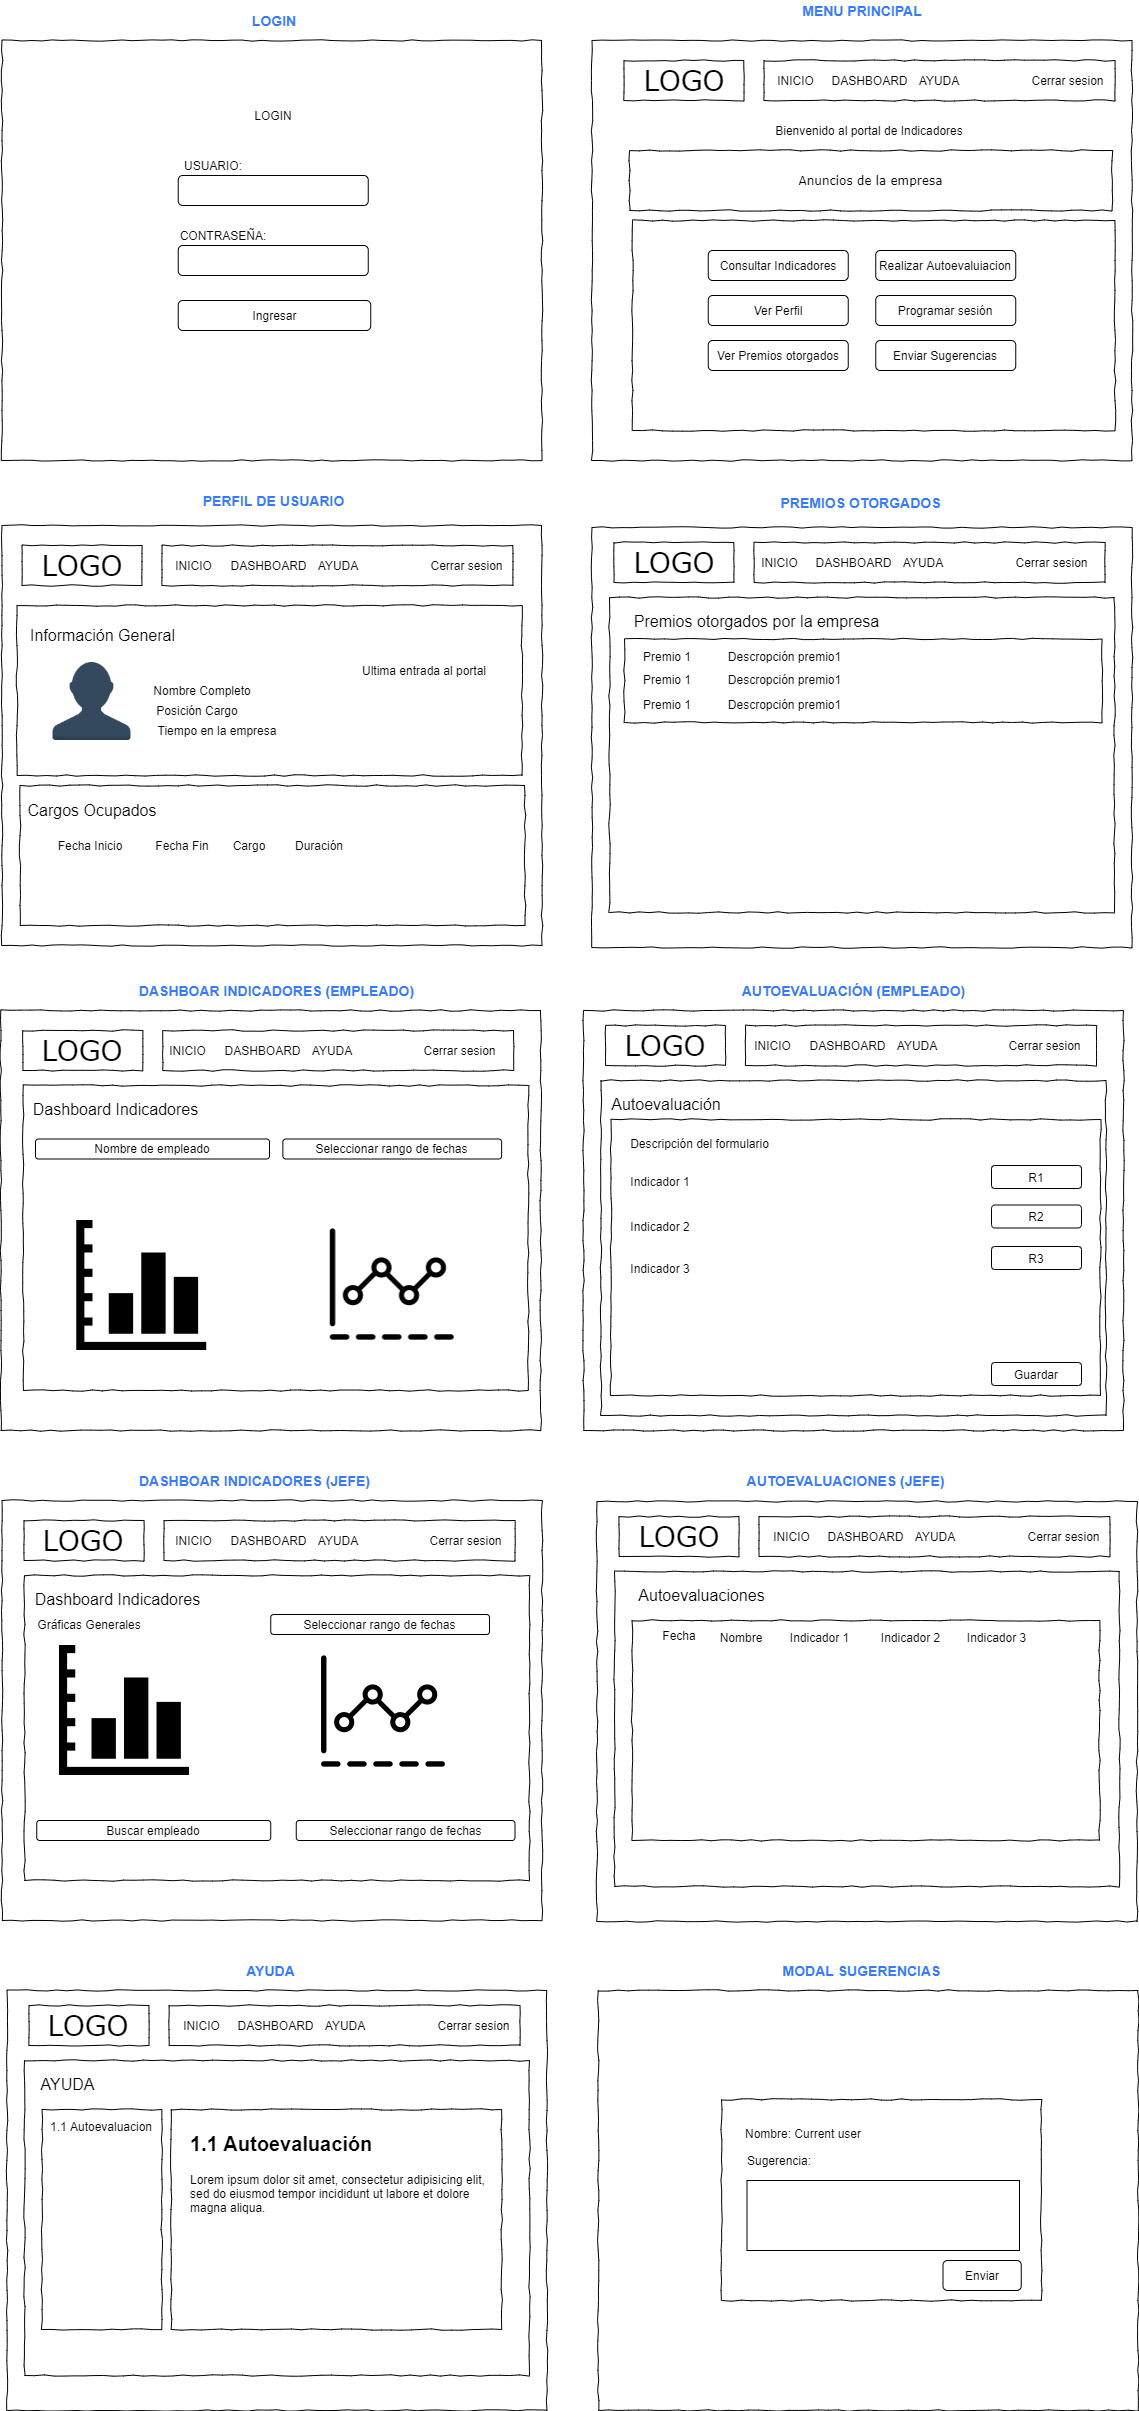 LOGIN
LOGIN
USUARIO:
CONTRASEÑA:
Ingresar
MENU PRINCIPAL
LOGO
INICIO DASHBOARD AYUDA Cerrar sesion
Bienvenido al portal de Indicadores
Anuncios de la empresa
Consultar Indicadores Realizar Autoevaluiacion
Ver Perfil Programar sesión
Ver Premios otorgados Enviar Sugerencias
PERFIL DE USUARIO
LOGO
INICIO DASHBOARD AYUDA Cerrar sesion
Información General
Ultima entrada al portal
Nombre Completo
Posición Cargo
Tiempo en la empresa
Cargos Ocupados
Fecha Inicio Fecha Fin Cargo Duración
PREMIOS OTORGADOS
LOGO
INICIO DASHBOARD AYUDA Cerrar sesion
Premios otorgados por la empresa
Premio 1 Descropción premio1
Premio 1 Descropción premio1
Premio 1 Descropción premio1
DASHBOAR INDICADORES (EMPLEADO)
LOGO
INICIO DASHBOARD AYUDA Cerrar sesion
Dashboard Indicadores
Nombre de empleado Seleccionar rango de fechas
AUTOEVALUACIÓN (EMPLEADO)
LOGO
INICIO DASHBOARD AYUDA Cerrar sesion
Autoevaluación
Descripción del formulario
Indicador 1 R1
Indicador 2 R2
Indicador 3 R3
Guardar
DASHBOAR INDICADORES (JEFE)
LOGO
INICIO DASHBOARD AYUDA Cerrar sesion
Dashboard Indicadores
Gráficas Generales Seleccionar rango de fechas
Buscar empleado Seleccionar rango de fechas
AUTOEVALUACIONES (JEFE)
LOGO
INICIO DASHBOARD AYUDA Cerrar sesion
Autoevaluaciones
Fecha Nombre Indicador 1 Indicador 2 Indicador 3
AYUDA
LOGO
INICIO DASHBOARD AYUDA Cerrar sesion
AYUDA
1.1 Autoevaluacion
1.1 Autoevaluación
Lorem ipsum dolor sit amet, consectetur adipisicing elit,
sed do eiusmod tempor incididunt ut labore et dolore
magna aliqua.
MODAL SUGERENCIAS
Nombre: Current user
Sugerencia:
Enviar